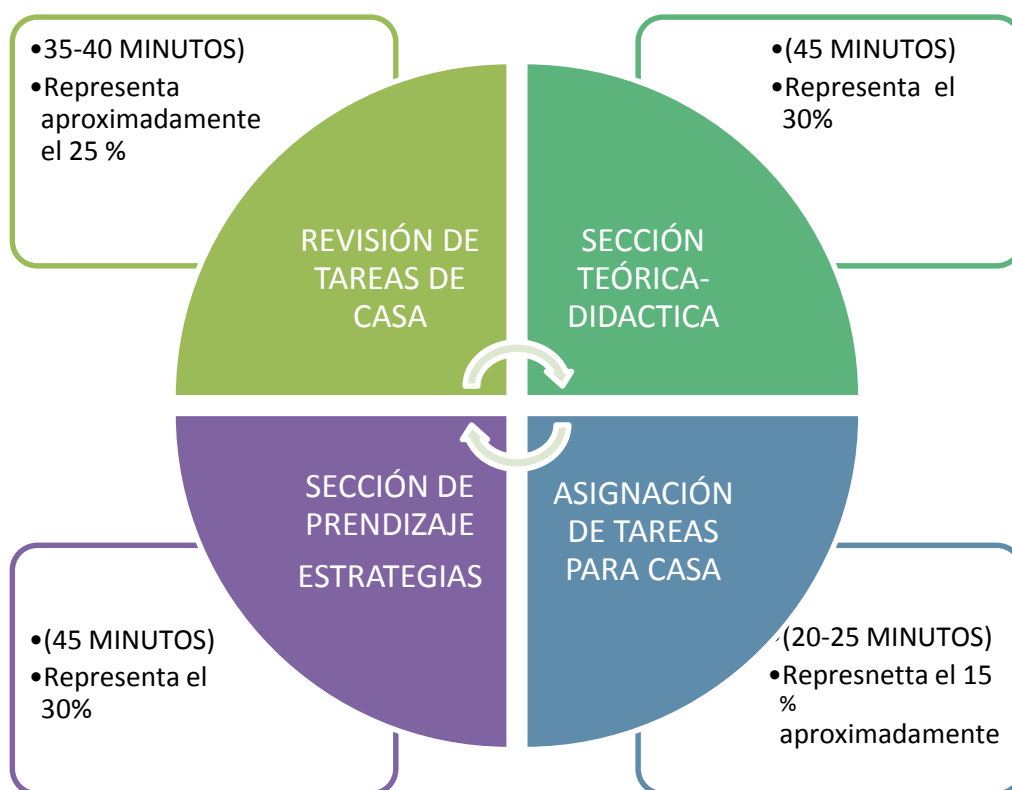 •35-40 MINUTOS)
•Representa
aproximadamente
el 25 %
•(45 MINUTOS)
•Representa el
30%
REVISIÓN DE
TAREAS DE
CASA
SECCIÓN
TEÓRICA-
DIDACTICA
SECCIÓN DE
PRENDIZAJE
ESTRATEGIAS
ASIGNACIÓN
DE TAREAS
PARA CASA
•(45 MINUTOS)
•Representa el
30%
•(20-25 MINUTOS)
•Represnetta el 15
%
aproximadamente